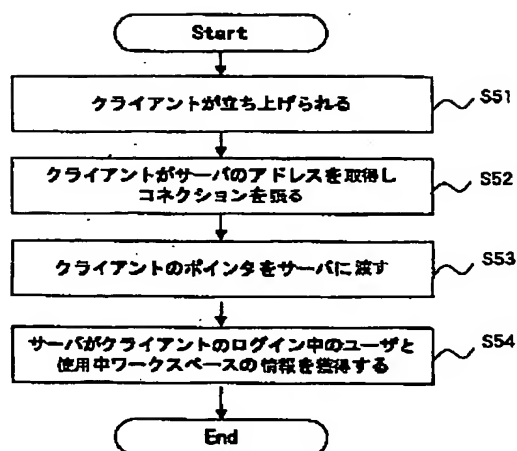 Start
クライアントが立ち上げられる
S51
クライアントがサーバのアドレスを取得し
コネクションを張る
S52
クライアントのポインタをサーバに渡す
S53
サーバがクライアントのログイン中のユーザと
使用中ワークスペースの情報を獲得する
S54
End